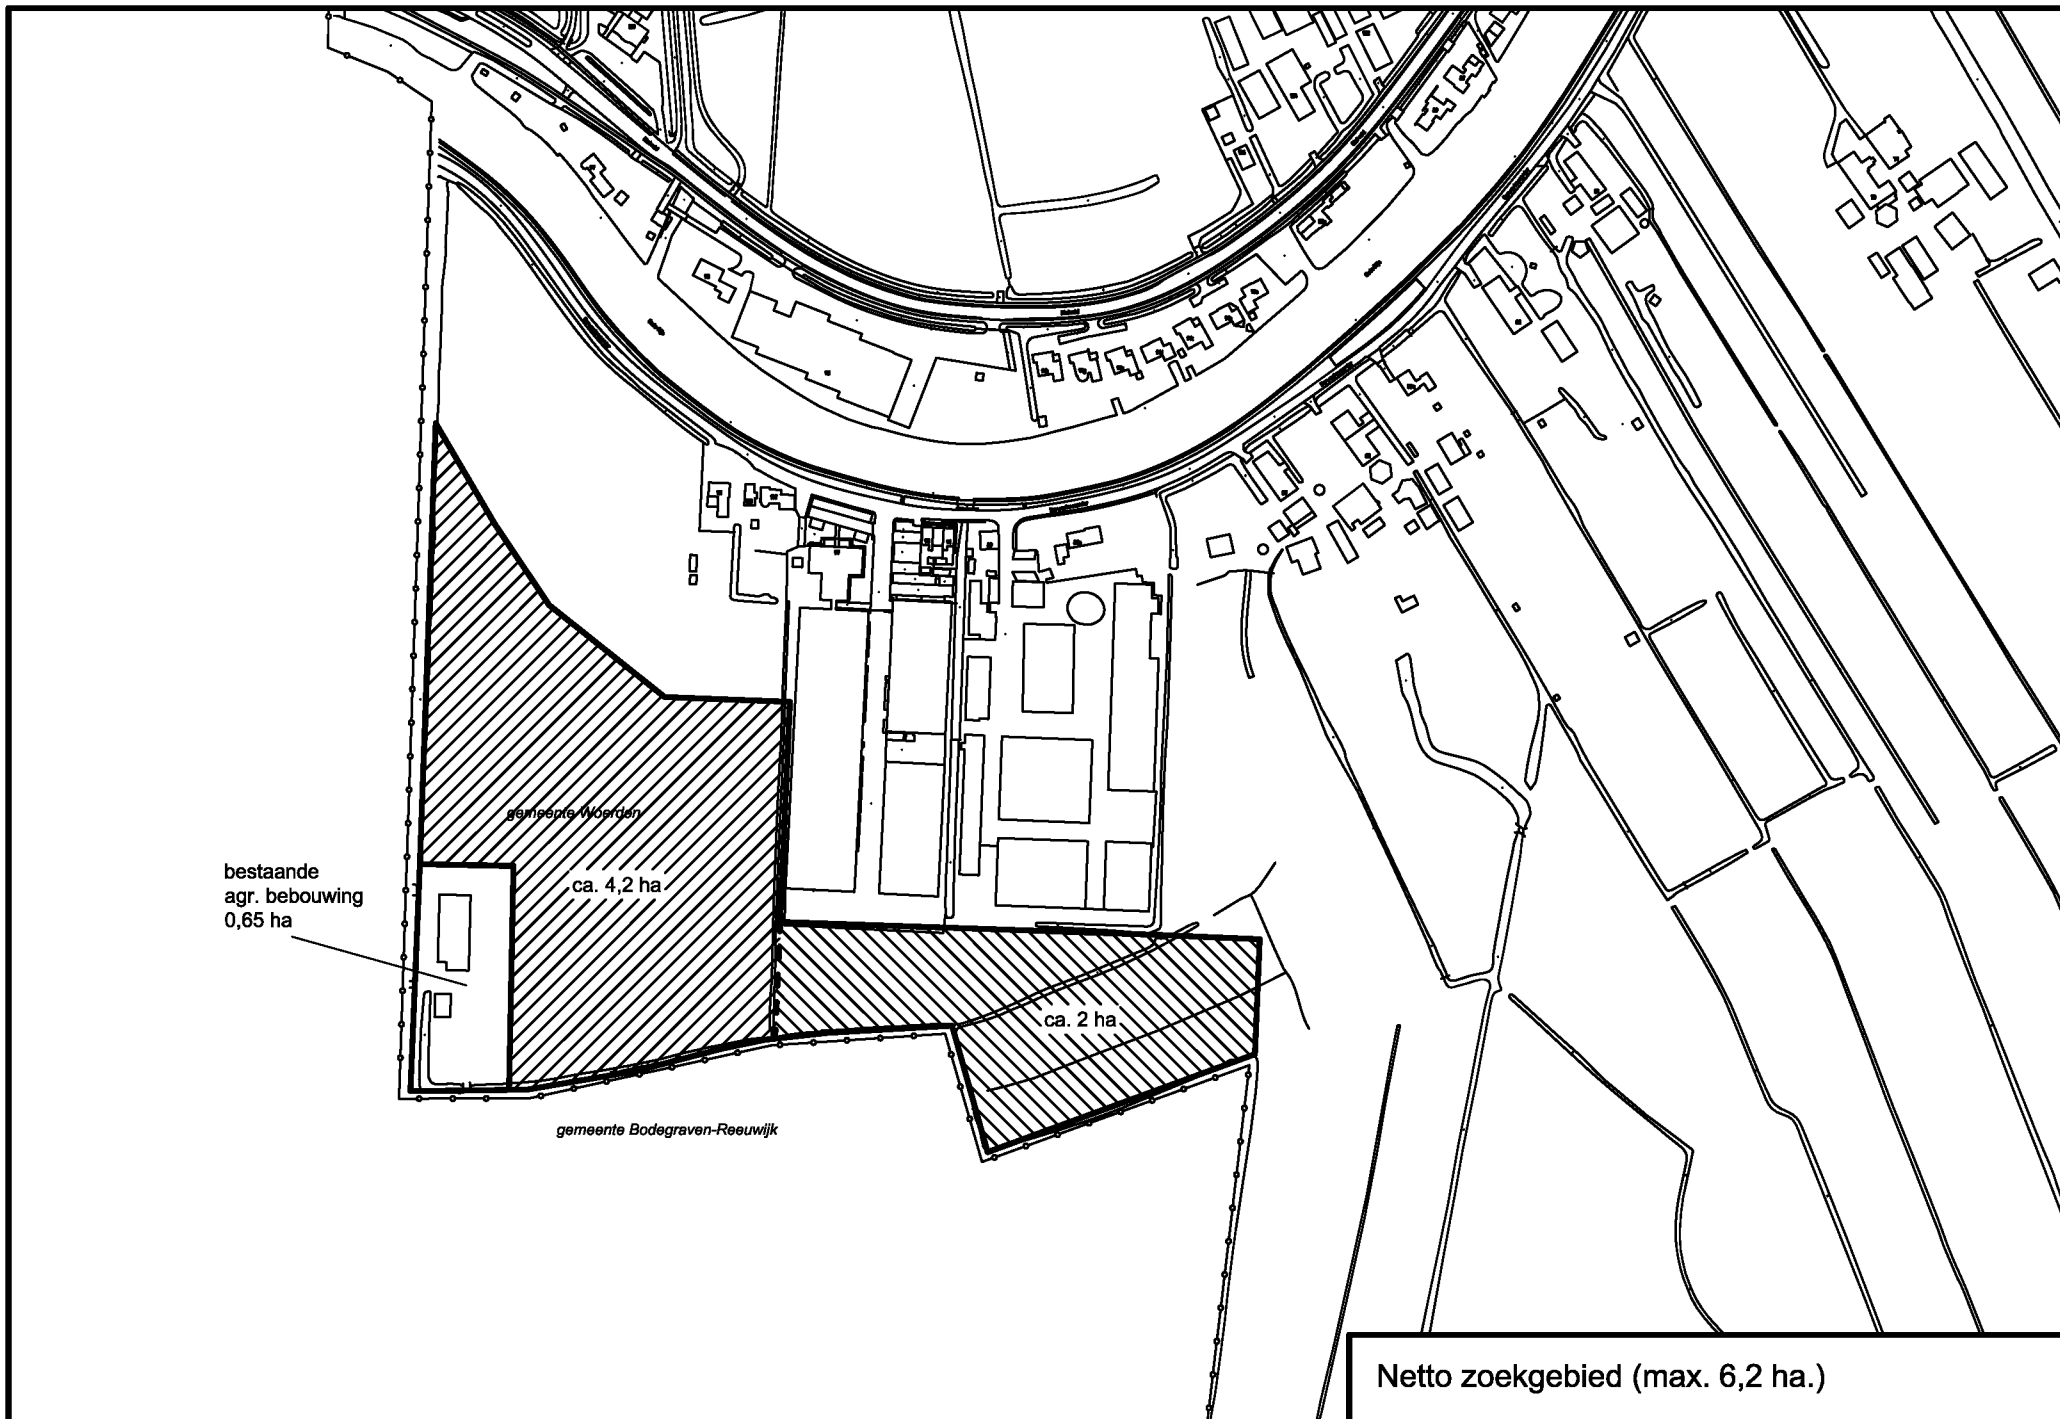 gemeente Woerden
bestaande
agr. bebouwing
0,65 ha
ca. 4,2 ha
ca. 2 ha
gemeente Bodegraven-Reeuwijk
Netto zoekgebied (max. 6,2 ha.)